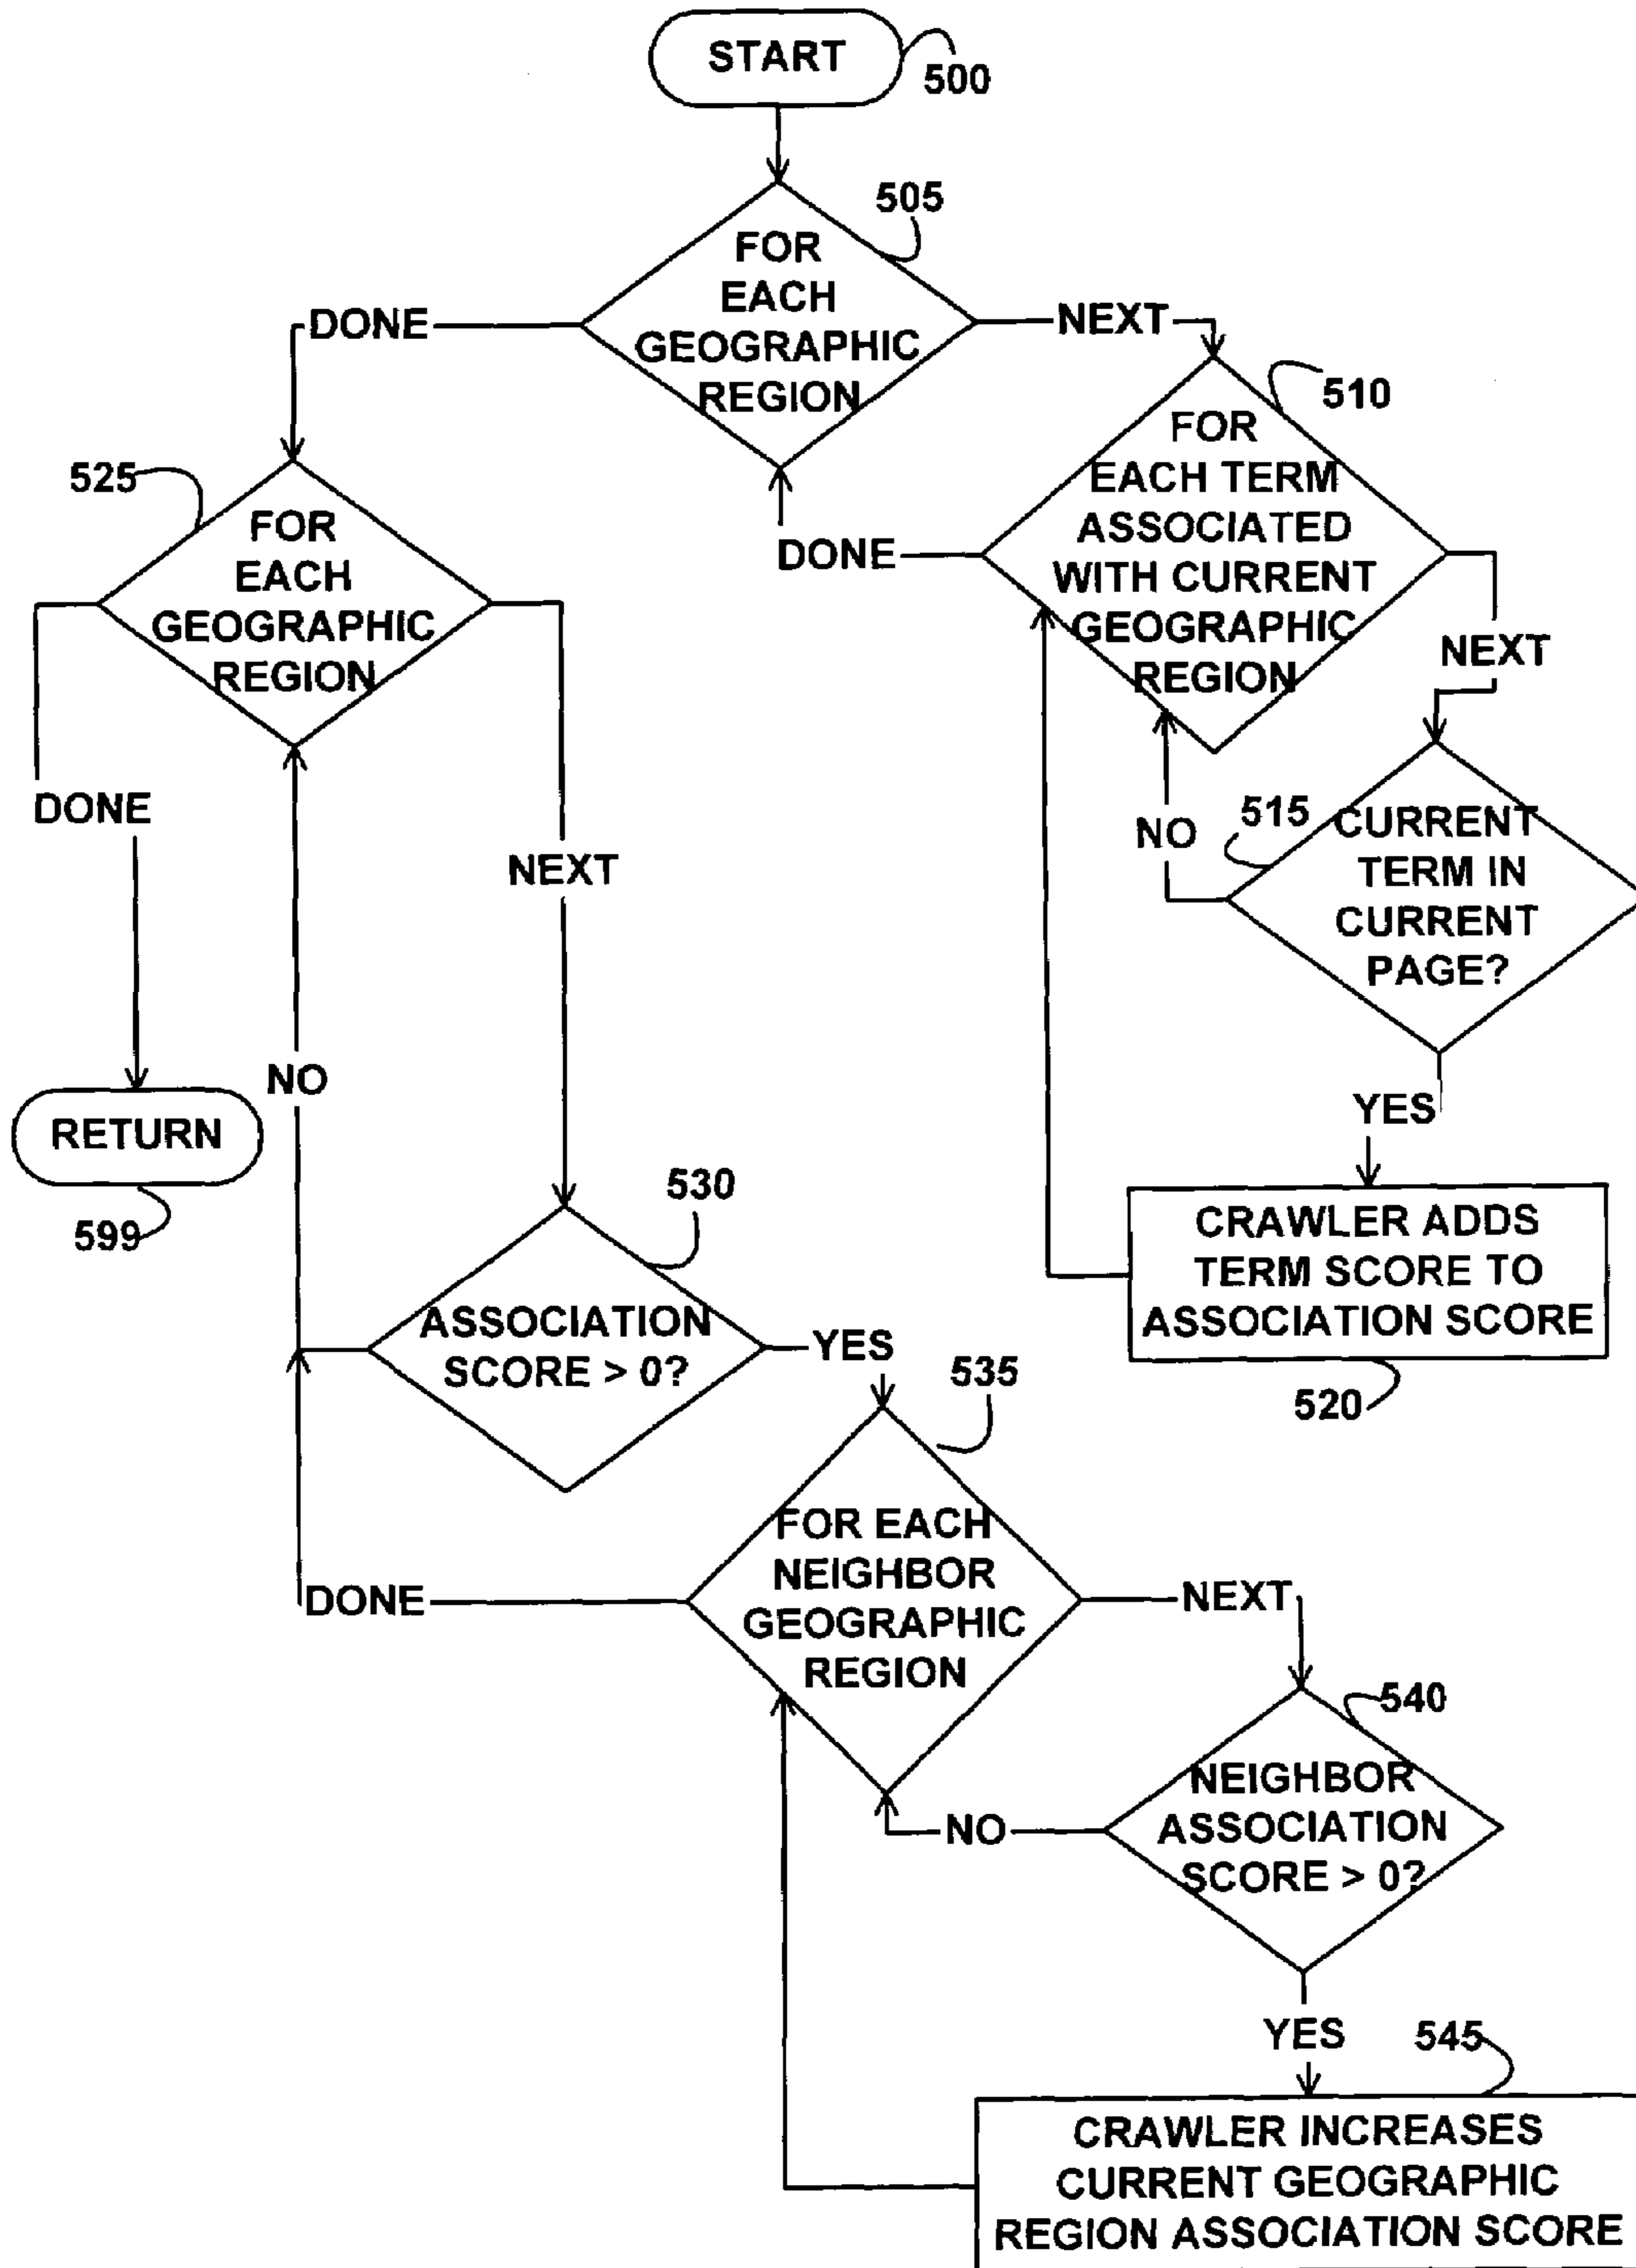 START
500
505
FOR
EACH
GEOGRAPHIC
REGION
DONE
NEXT
510
FOR
EACH TERM
ASSOCIATED
WITH CURRENT
GEOGRAPHIC
REGION
DONE
NEXT
525
FOR
EACH
GEOGRAPHIC
REGION
DONE
NEXT
NO
RETURN
599
515
NO
CURRENT
TERM IN
CURRENT
PAGE?
YES
CRAWLER ADDS
TERM SCORE TO
ASSOCIATION SCORE
520
530
ASSOCIATION
SCORE > 0?
YES
535
FOR EACH
NEIGHBOR
GEOGRAPHIC
REGION
DONE
NEXT
540
NEIGHBOR
ASSOCIATION
SCORE > 0?
NO
YES
545
CRAWLER INCREASES
CURRENT GEOGRAPHIC
REGION ASSOCIATION SCORE